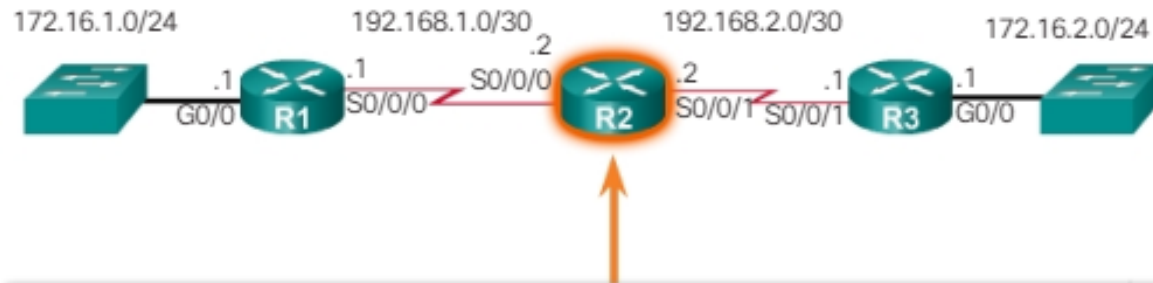 172.16.1.0/24
192.168.1.0/30
192.168.2.0/30
172.16.2.0/24
.1
G0/0
R1
.1
S0/0/0
.2
S0/0/0
R2
.2
S0/0/1
.1
S0/0/1
R3
.1
G0/0